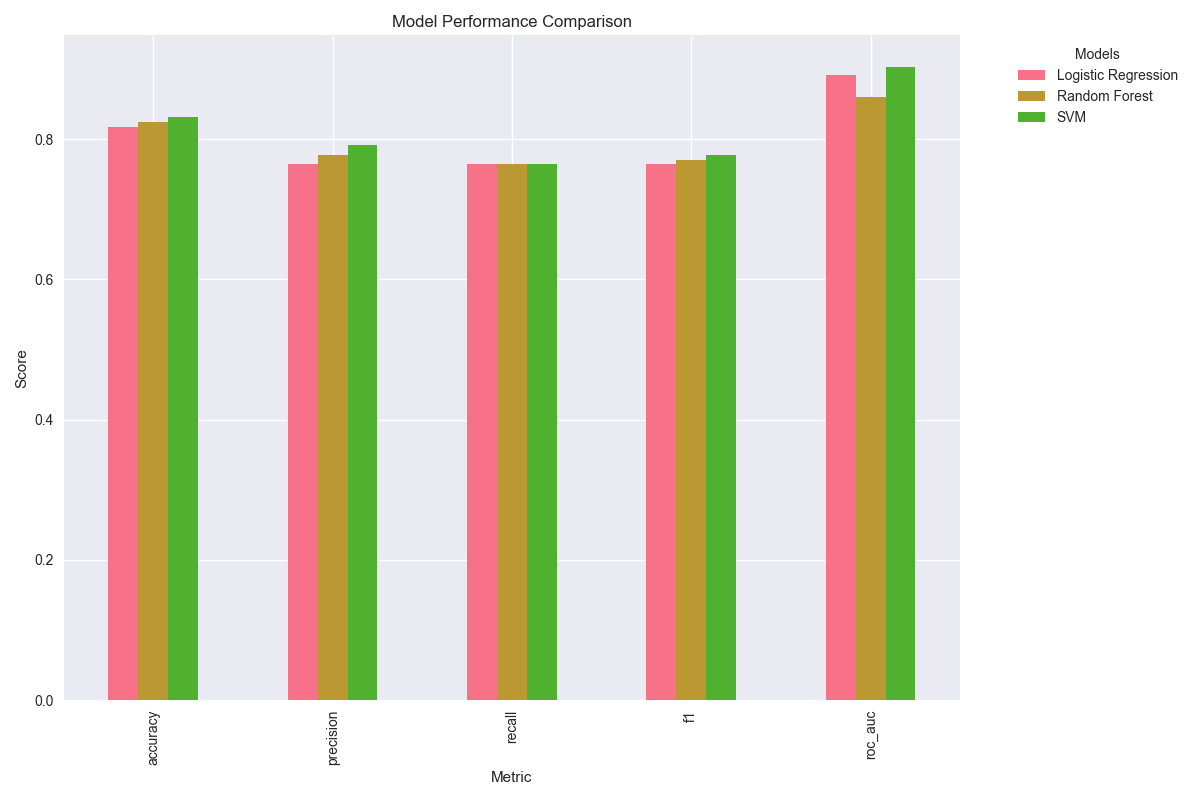 Model Performance Comparison
Models
Logistic Regression
Random Forest
SVM
Score
0.8
0.6
0.4
0.2
0.0
accuracy
precision
recall
f1
roc_auc
Metric